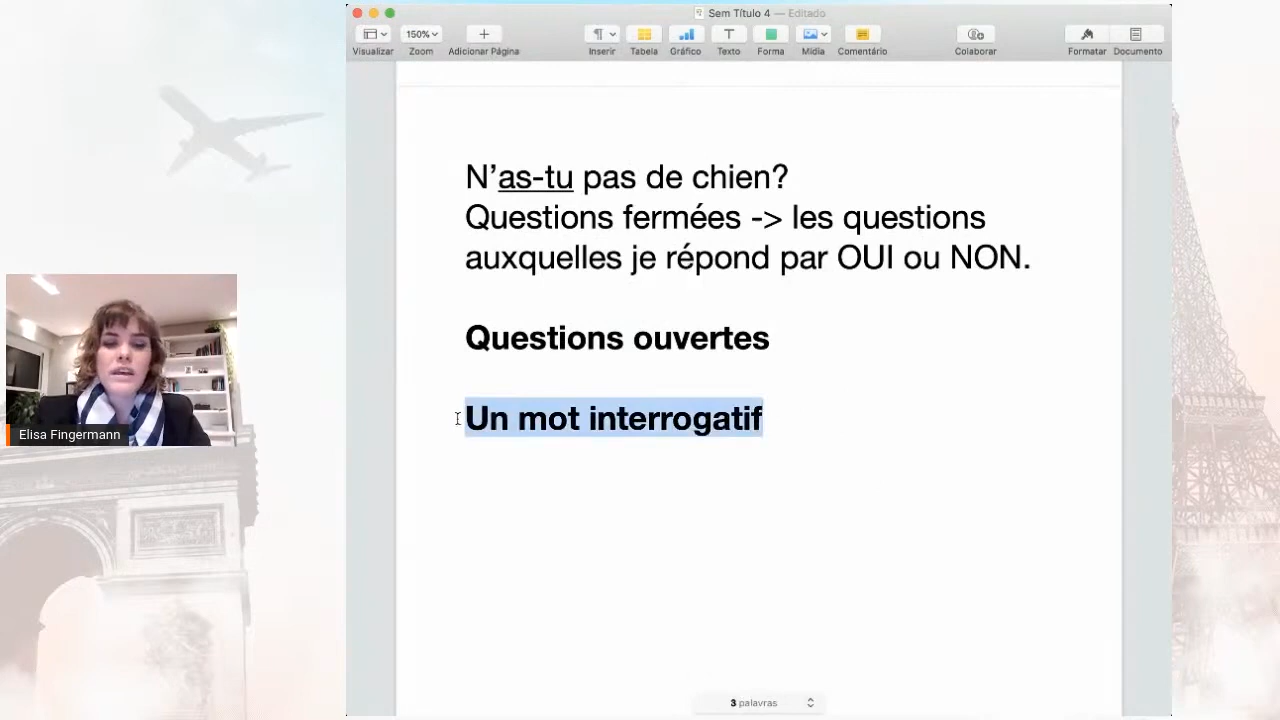 Sem Título 4 — Editado
150%
Visualizar Zoom Adicionar Página Inserir Tabela Gráfico Texto Forma Mídia Comentário Colaborar Formatar Documento
N’as-tu pas de chien?
Questions fermées -> les questions
auxquelles je répond par OUI ou NON.
Questions ouvertes
Un mot interrogatif
Elisa Fingermann
3 palavras